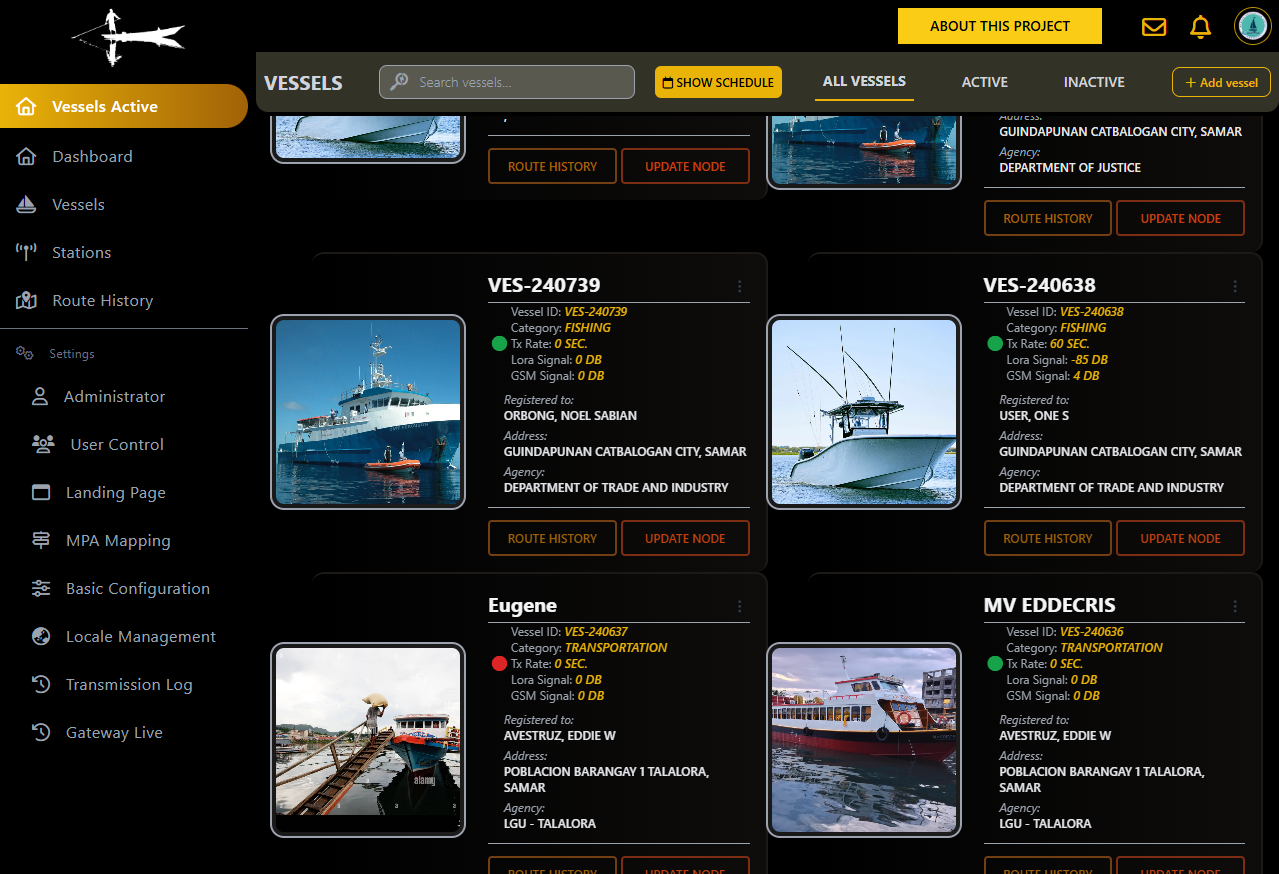 ABOUT THIS PROJECT
VESSELS
Search vessels...
SHOW SCHEDULE
ALL VESSELS
ACTIVE
INACTIVE
+ Add vessel
Vessels Active
Dashboard
Vessels
Stations
Route History
Settings
Administrator
User Control
Landing Page
MPA Mapping
Basic Configuration
Locale Management
Transmission Log
Gateway Live
ROUTE HISTORY
UPDATE NODE
Address:
GUINDAPUNAN CATBALOGAN CITY, SAMAR
Agency:
DEPARTMENT OF JUSTICE
ROUTE HISTORY
UPDATE NODE
VES-240739
Vessel ID: VES-240739
Category: FISHING
Tx Rate: 0 SEC.
Lora Signal: 0 DB
GSM Signal: 0 DB
Registered to:
ORBONG, NOEL SABIAN
Address:
GUINDAPUNAN CATBALOGAN CITY, SAMAR
Agency:
DEPARTMENT OF TRADE AND INDUSTRY
ROUTE HISTORY
UPDATE NODE
VES-240638
Vessel ID: VES-240638
Category: FISHING
Tx Rate: 60 SEC.
Lora Signal: -85 DB
GSM Signal: 4 DB
Registered to:
USER, ONE S
Address:
GUINDAPUNAN CATBALOGAN CITY, SAMAR
Agency:
DEPARTMENT OF TRADE AND INDUSTRY
ROUTE HISTORY
UPDATE NODE
Eugene
Vessel ID: VES-240637
Category: TRANSPORTATION
Tx Rate: 0 SEC.
Lora Signal: 0 DB
GSM Signal: 0 DB
Registered to:
AVESTRUZ, EDDIE W
Address:
POBLACION BARANGAY 1 TALALORA,
SAMAR
Agency:
LGU - TALALORA
ROUTE HISTORY
UPDATE NODE
alamy
MV EDDECRIS
Vessel ID: VES-240636
Category: TRANSPORTATION
Tx Rate: 0 SEC.
Lora Signal: 0 DB
GSM Signal: 0 DB
Registered to:
AVESTRUZ, EDDIE W
Address:
POBLACION BARANGAY 1 TALALORA,
SAMAR
Agency:
LGU - TALALORA
ROUTE HISTORY
UPDATE NODE